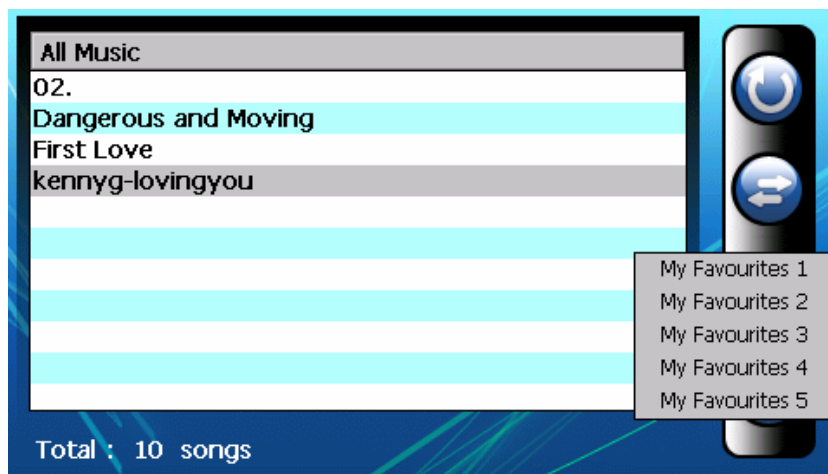 All Music
02.
Dangerous and Moving
First Love
kennyg-lovingyou
My Favourites 1
My Favourites 2
My Favourites 3
My Favourites 4
My Favourites 5
Total : 10 songs